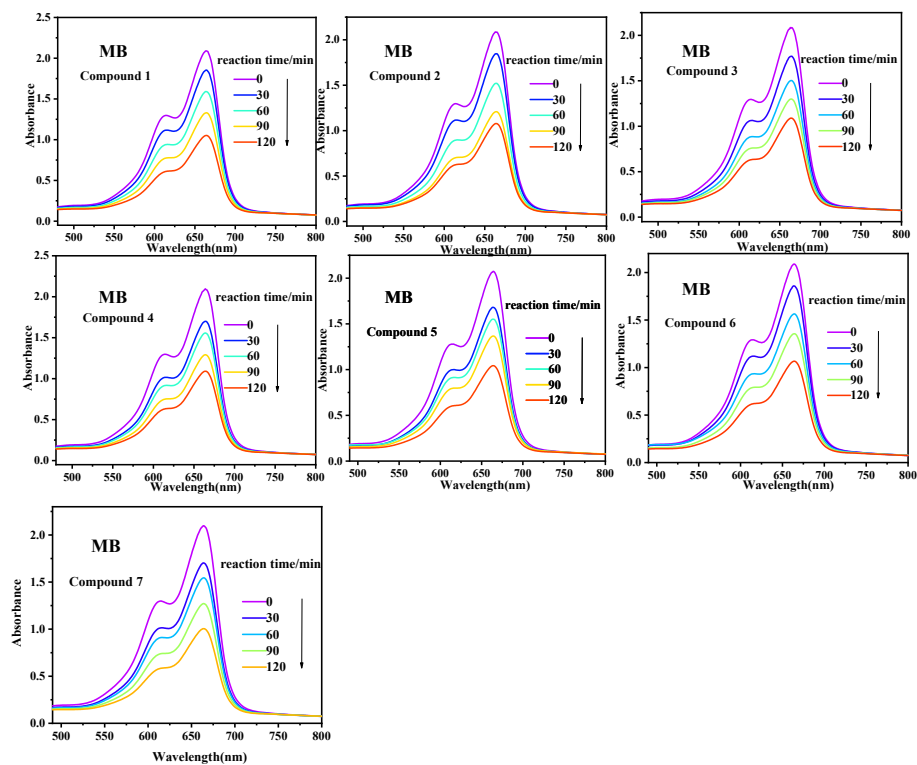 2.5
2.0
1.5
1.0
0.5
0.0
Absorbance
MB
Compound 1
reaction time/min
0
30
60
90
120
500 550 600 650 700 750 800
Wavelength(nm)
2.0
1.5
1.0
0.5
0.0
Absorbance
MB
Compound 2
reaction time/min
0
30
60
90
120
500 550 600 650 700 750 800
Wavelength(nm)
2.0
1.5
1.0
0.5
0.0
Absorbance
MB
Compound 3
reaction time/min
0
30
60
90
120
500 550 600 650 700 750 800
Wavelength(nm)
2.5
2.0
1.5
1.0
0.5
0.0
Absorbance
MB
Compound 4
reaction time/min
0
30
60
90
120
500 550 600 650 700 750 800
Wavelength(nm)
2.0
1.5
1.0
0.5
0.0
Absorbance
MB
Compound 5
reaction time/min
0
30
60
90
120
500 550 600 650 700 750 800
Wavelength(nm)
2.0
1.5
1.0
0.5
0.0
Absorbance
MB
Compound 6
reaction time/min
0
30
60
90
120
500 550 600 650 700 750 800
Wavelength(nm)
2.0
1.5
1.0
0.5
0.0
Absorbance
MB
Compound 7
reaction time/min
0
30
60
90
120
500 550 600 650 700 750 800
Wavelength(nm)